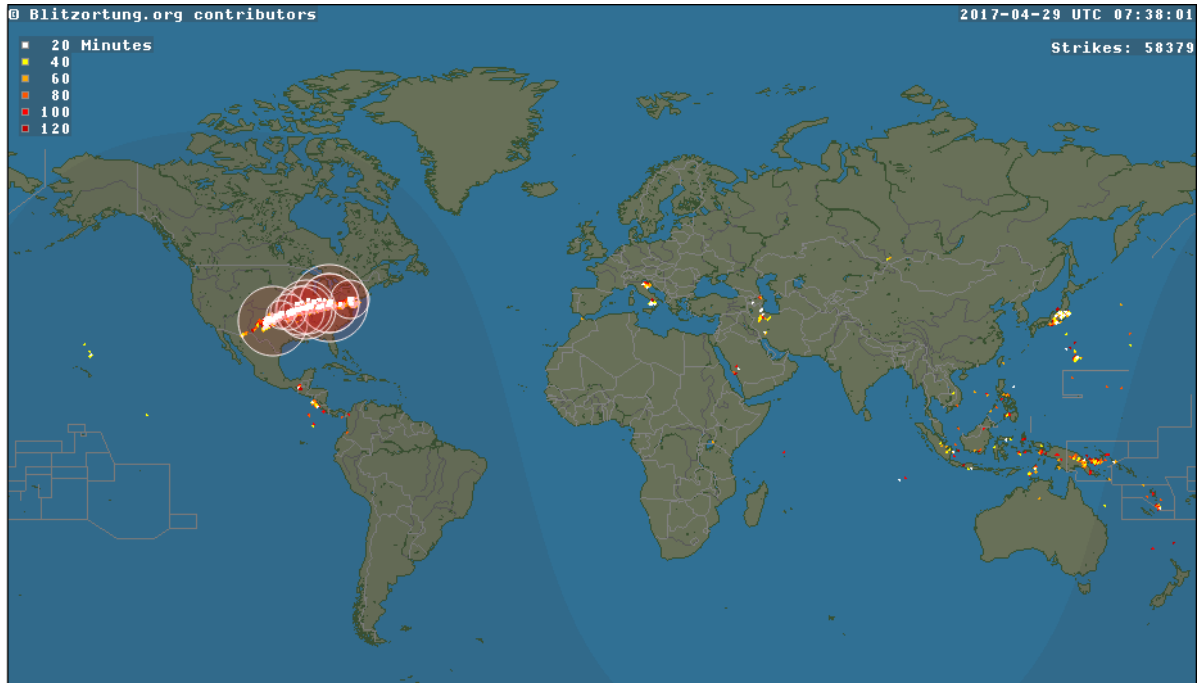 © Blitzortung.org contributors
2017-04-29 UTC 07:38:01
20 Minutes
Strikes: 58379
40
60
80
100
120